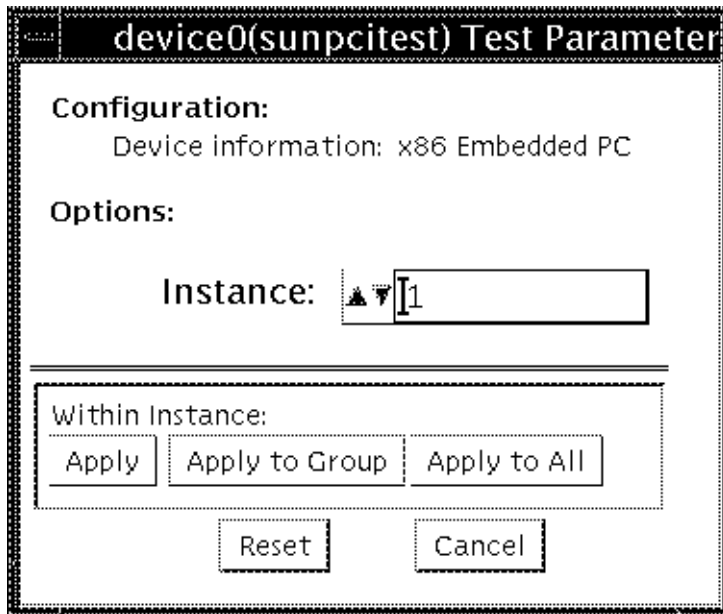 device0(sunpcitest) Test Parameter
Configuration:
Device information: x86 Embedded PC
Options:
Instance: 1
Within Instance:
Apply Apply to Group Apply to All
Reset Cancel